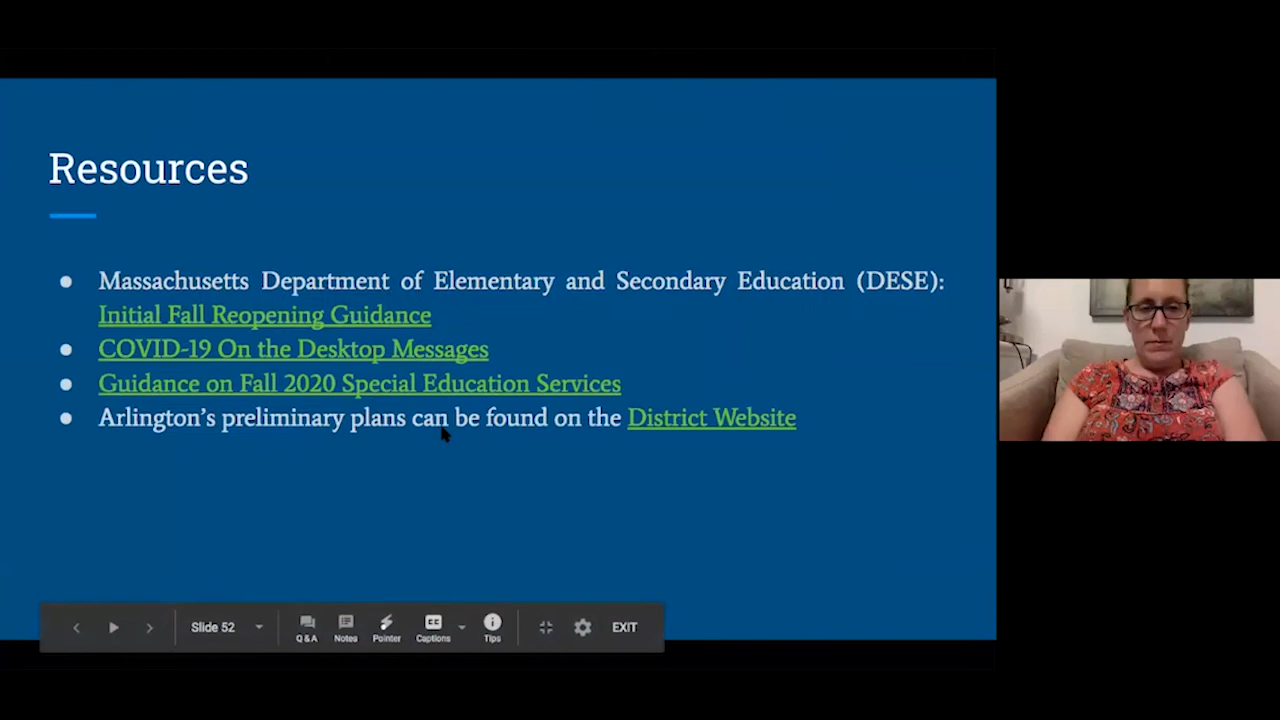 Resources
Massachusetts Department of Elementary and Secondary Education (DESE):
Initial Fall Reopening Guidance
COVID-19 On the Desktop Messages
Guidance on Fall 2020 Special Education Services
Arlington’s preliminary plans can be found on the District Website
Slide 52
Q & A
Notes
Pointer
Captions
Tips
EXIT